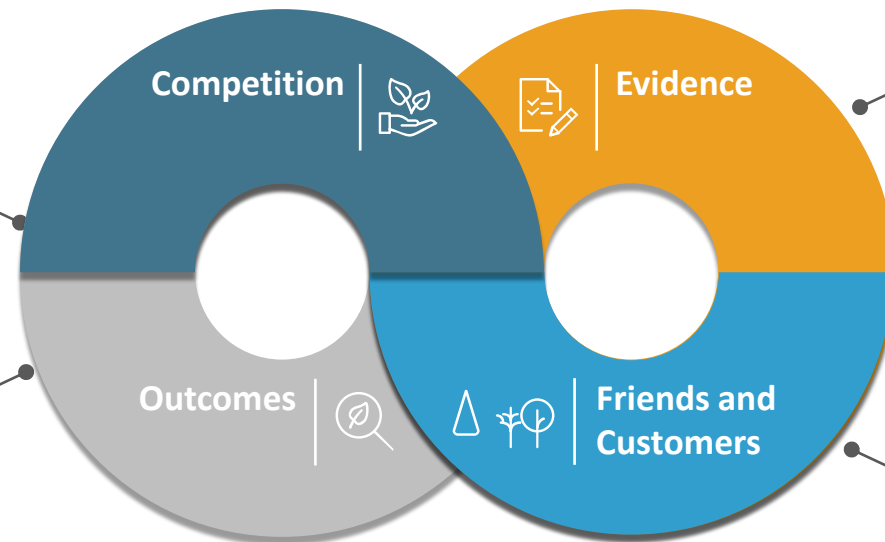 Competition
Evidence
Outcomes
Friends and
Customers